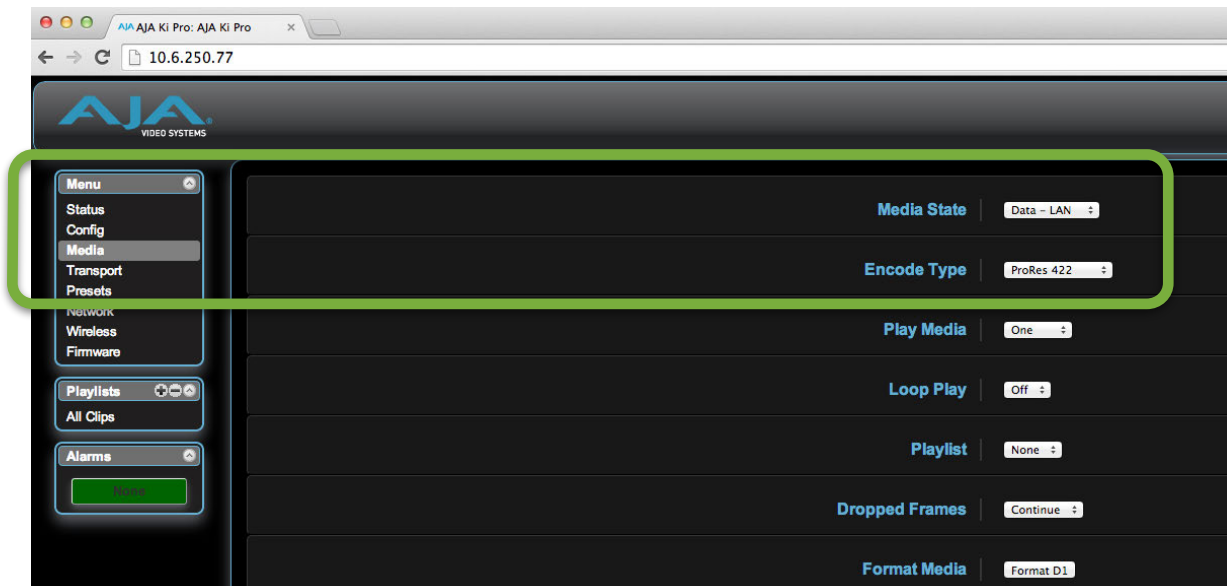 AJA AJA Ki Pro: AJA Ki Pro
10.6.250.77
AJA
VIDEO SYSTEMS
Menu
Status
Config
Media
Transport
Presets
Network
Wireless
Firmware
Playlists
All Clips
Alarms
None
Media State Data – LAN
Encode Type ProRes 422
Play Media One
Loop Play Off
Playlist None
Dropped Frames Continue
Format Media Format D1